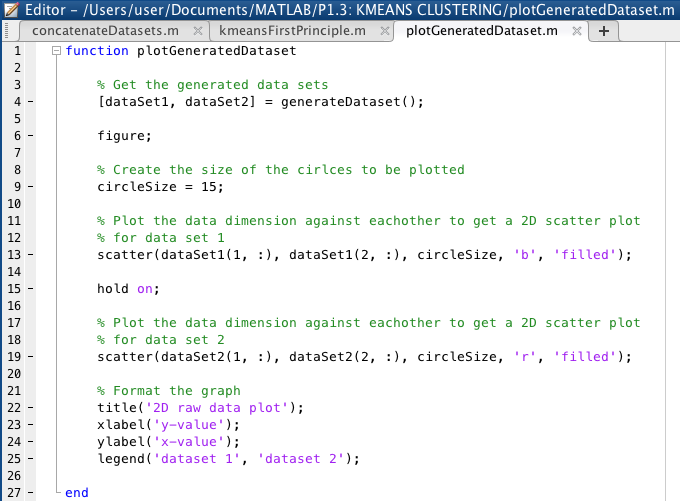 Editor - /Users/user/Documents/MATLAB/P1.3: KMEANS CLUSTERING/plotGeneratedDataset.m
concatenateDatasets.m × kmeansFirstPrinciple.m × plotGeneratedDataset.m × +
1 function plotGeneratedDataset
2
3 % Get the generated data sets
4 - [dataSet1, dataSet2] = generateDataset();
5
6 - figure;
7
8 % Create the size of the cirlces to be plotted
9 - circleSize = 15;
10
11 % Plot the data dimension against eachother to get a 2D scatter plot
12 % for data set 1
13 - scatter(dataSet1(1, :), dataSet1(2, :), circleSize, 'b', 'filled');
14
15 - hold on;
16
17 % Plot the data dimension against eachother to get a 2D scatter plot
18 % for data set 2
19 - scatter(dataSet2(1, :), dataSet2(2, :), circleSize, 'r', 'filled');
20
21 % Format the graph
22 - title('2D raw data plot');
23 - xlabel('y-value');
24 - ylabel('x-value');
25 - legend('dataset 1', 'dataset 2');
26
27 - end